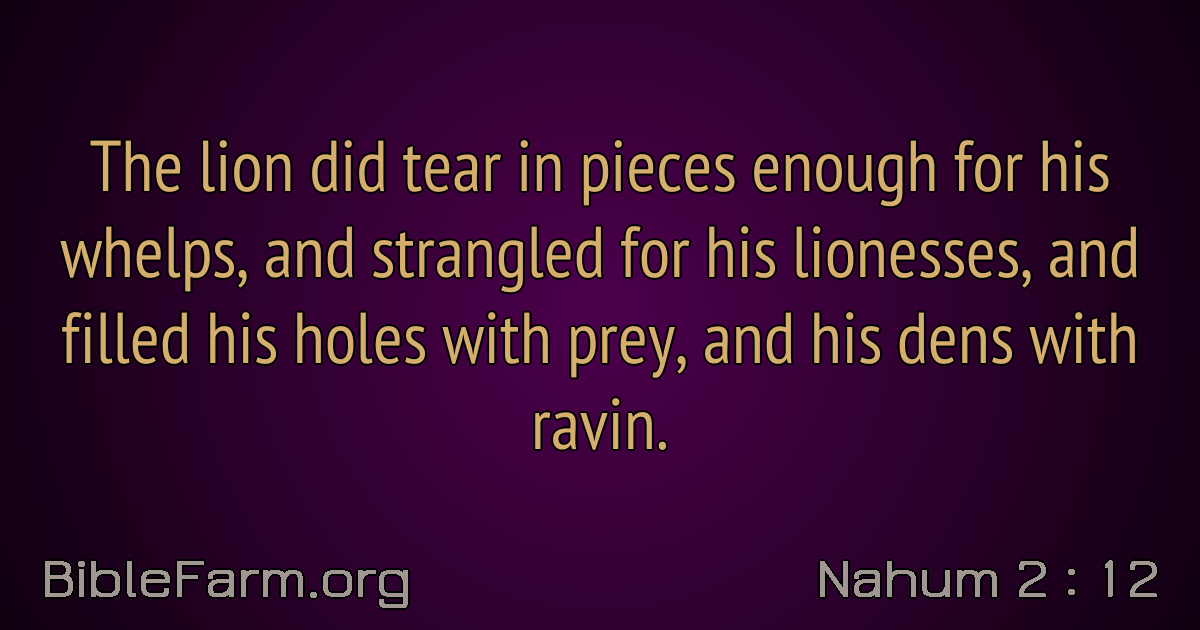 The lion did tear in pieces enough for his
whelps, and strangled for his lionesses, and
filled his holes with prey, and his dens with
ravin.
BibleFarm.org
Nahum 2 : 12